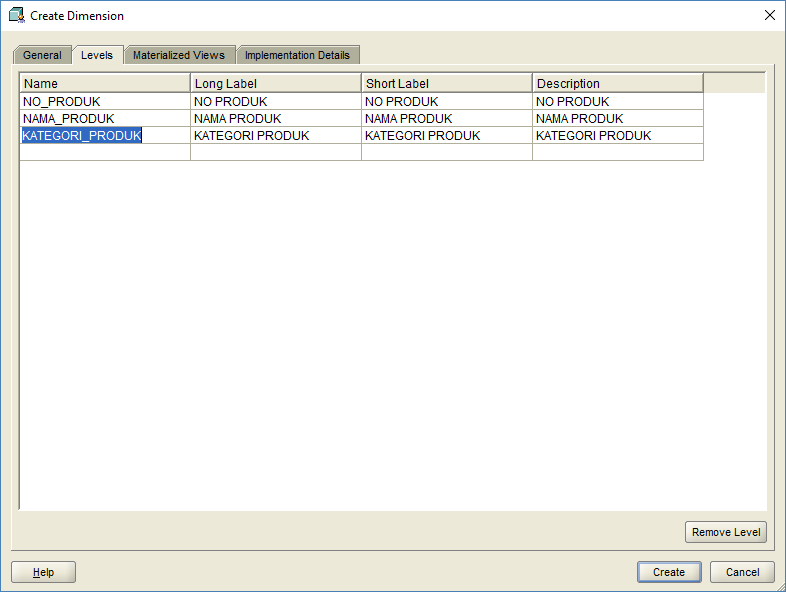 Create Dimension
General Levels Materialized Views Implementation Details
Name Long Label Short Label Description
NO_PRODUK NO PRODUK NO PRODUK NO PRODUK
NAMA_PRODUK NAMA PRODUK NAMA PRODUK NAMA PRODUK
KATEGORI_PRODUK KATEGORI PRODUK KATEGORI PRODUK KATEGORI PRODUK
Remove Level
Help Create Cancel